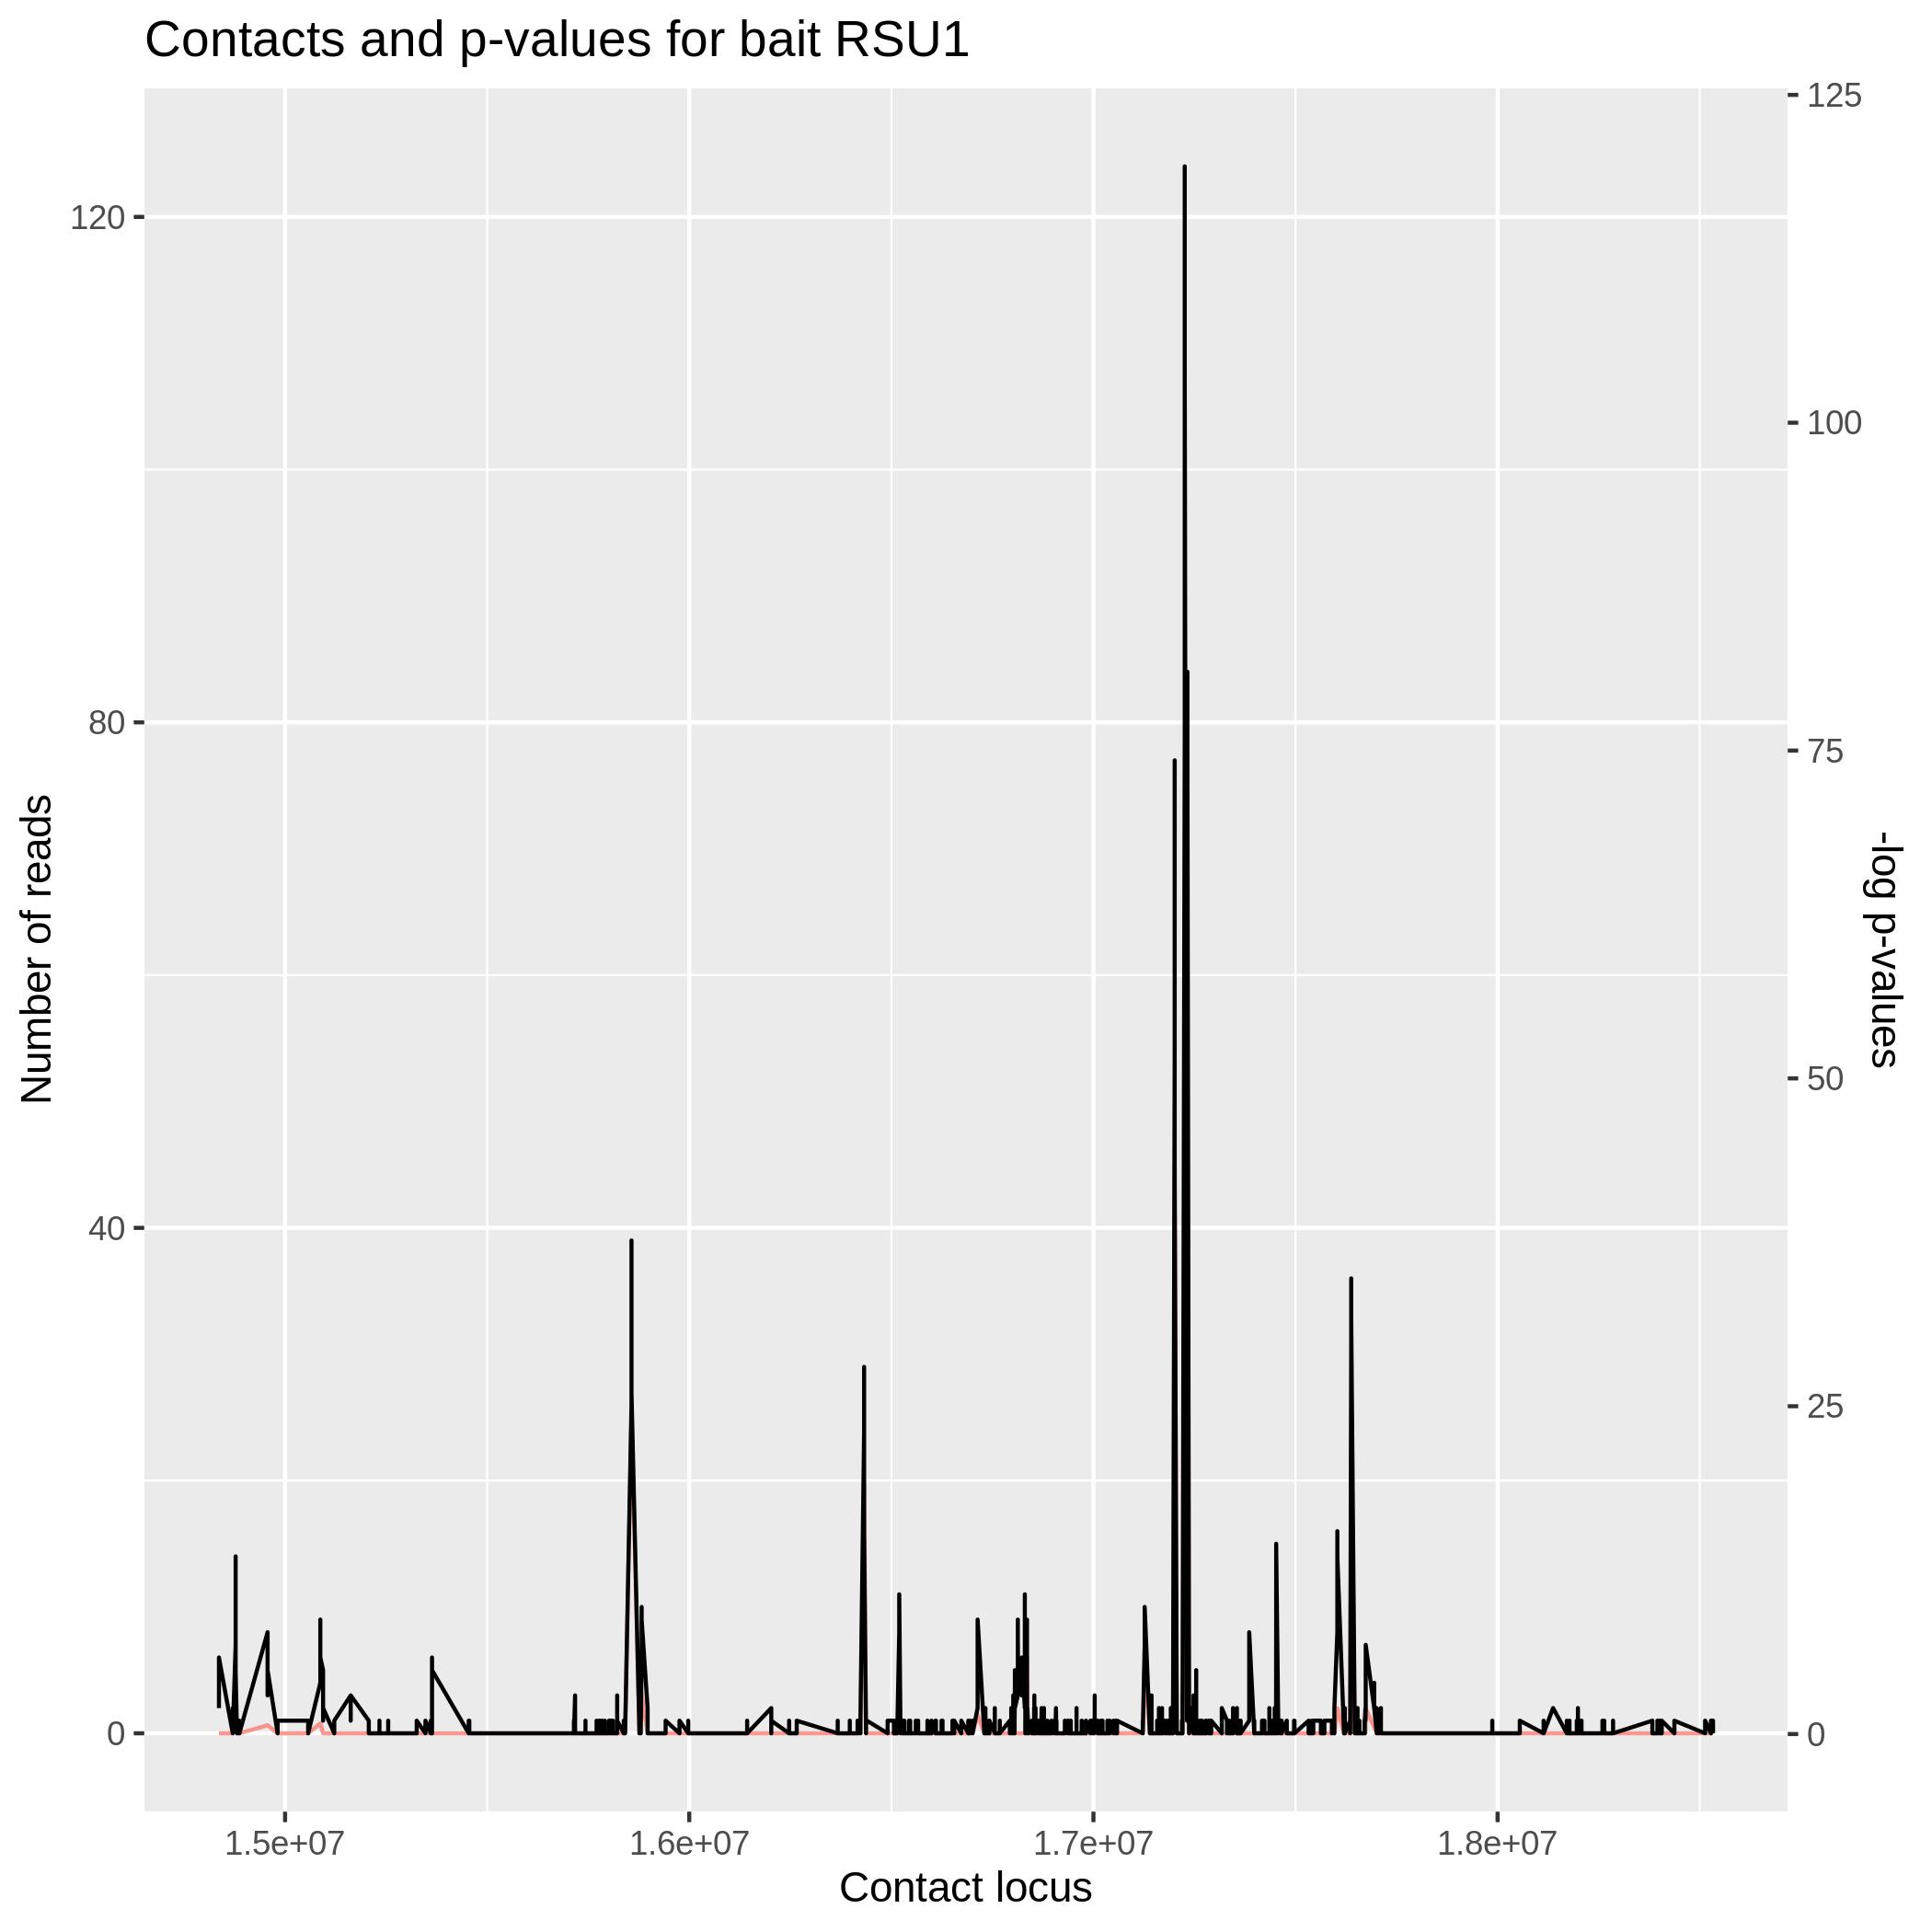 Contacts and p-values for bait RSU1
125
120
100
80
75
50
40
25
0
0
Number of reads
-log p-values
1.5e+07 1.6e+07 1.7e+07 1.8e+07
Contact locus